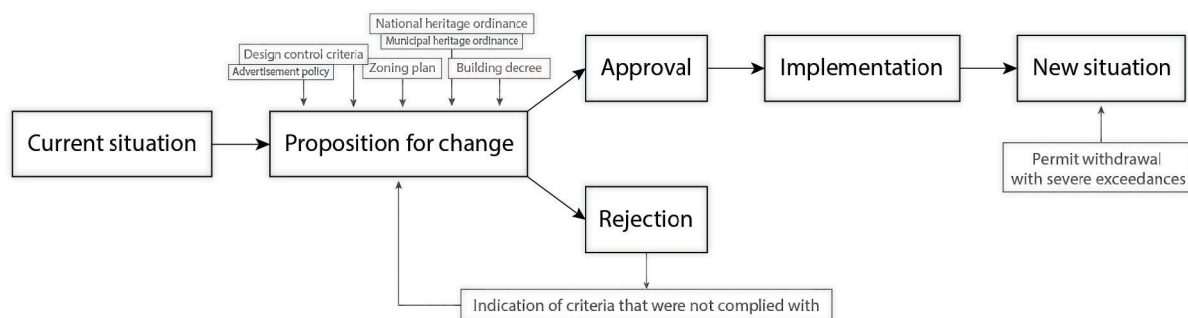 National heritage ordinance
Municipal heritage ordinance
Design control criteria
Advertisement policy
Zoning plan
Building decree
Approval
Implementation
New situation
Current situation
Proposition for change
Permit withdrawal
with severe exceedances
Rejection
Indication of criteria that were not complied with